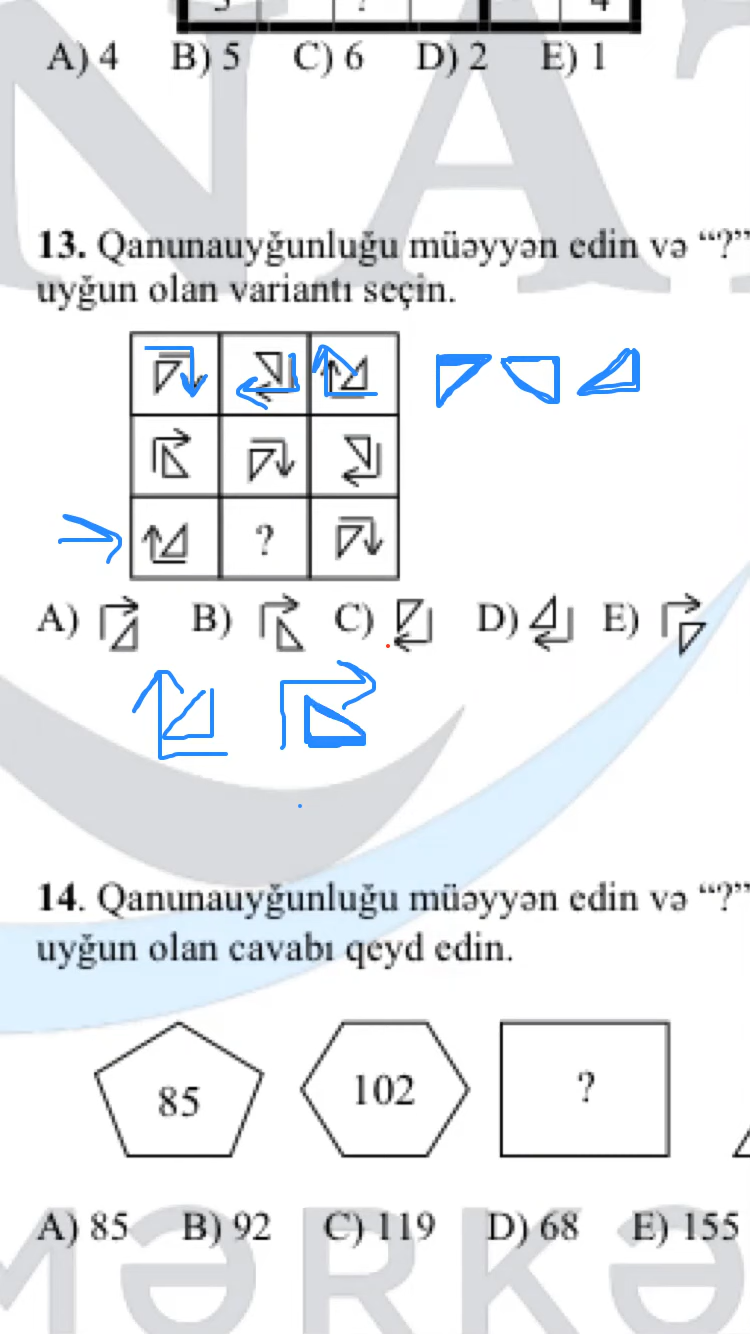 ?
4
A) 4 B) 5 C) 6 D) 2 E) 1
13. Qanunauyğunluğu müəyyən edin və “?”
uyğun olan variantı seçin.
?
A) B) C) D) E)
14. Qanunauyğunluğu müəyyən edin və “?”
uyğun olan cavabı qeyd edin.
85 102 ?
A) 85 B) 92 C) 119 D) 68 E) 155